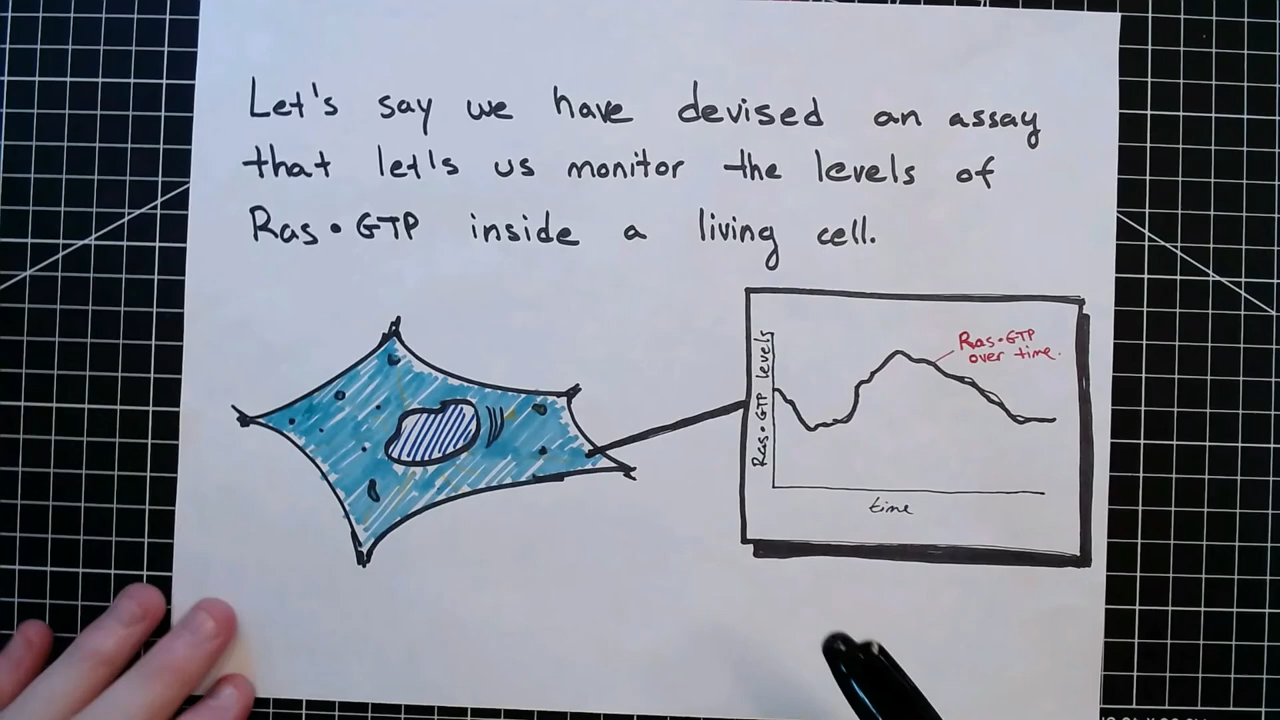 Let's say we have devised an assay
that let's us monitor the levels of
Ras•GTP inside a living cell.
Ras•GTP levels
Ras•GTP
over time.
time